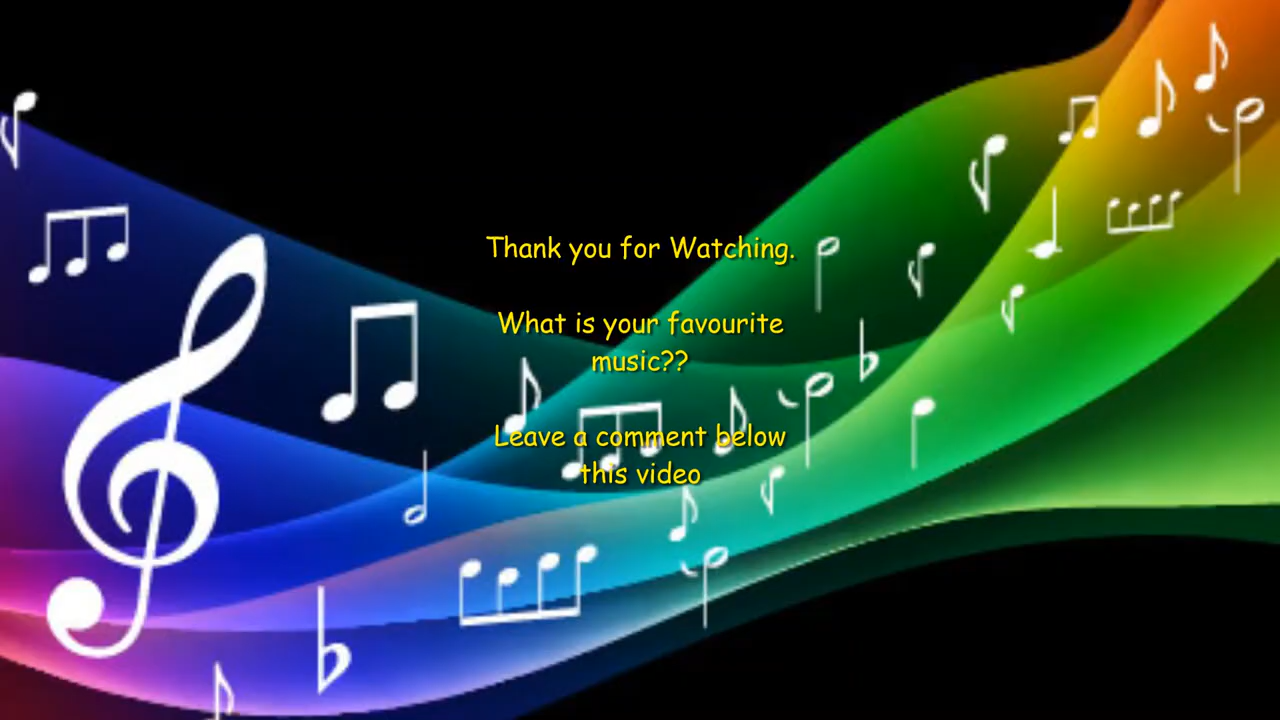 Thank you for Watching.
What is your favourite
music??
Leave a comment below
this video